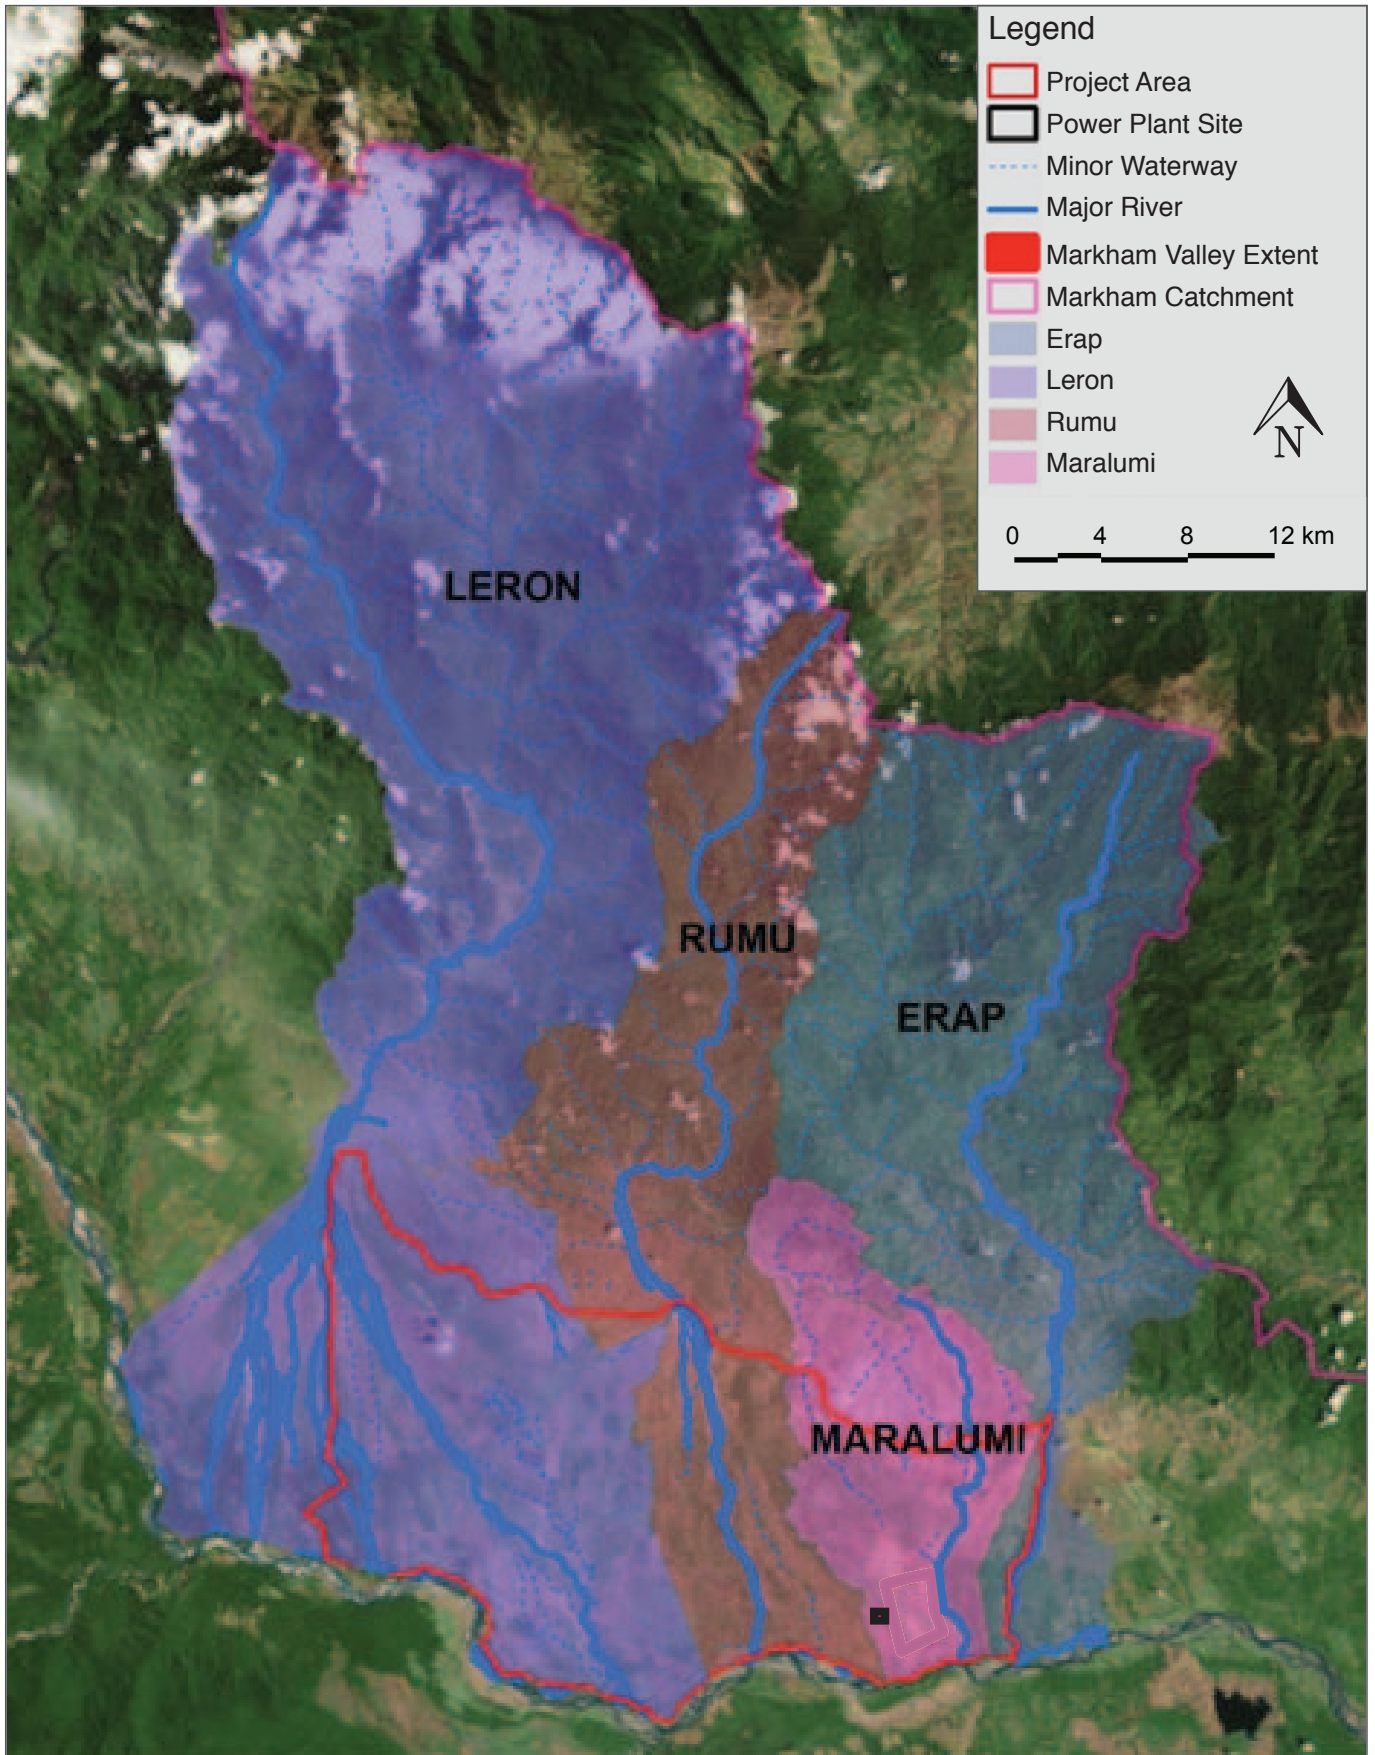 Legend
Project Area
Power Plant Site
Minor Waterway
Major River
Markham Valley Extent
Markham Catchment
Erap
Leron
Rumu
Maralumi
N
0 4 8 12 km
LERON
RUMU
ERAP
MARALUMI